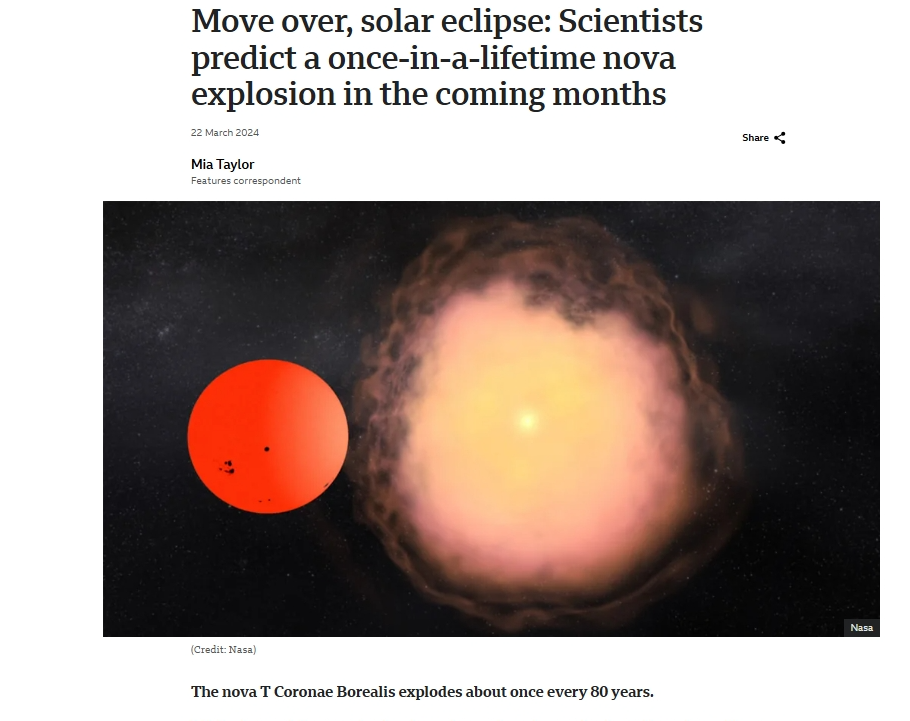 Move over, solar eclipse: Scientists
predict a once-in-a-lifetime nova
explosion in the coming months
22 March 2024
Share
Mia Taylor
Features correspondent
Nasa
(Credit: Nasa)
The nova T Coronae Borealis explodes about once every 80 years.